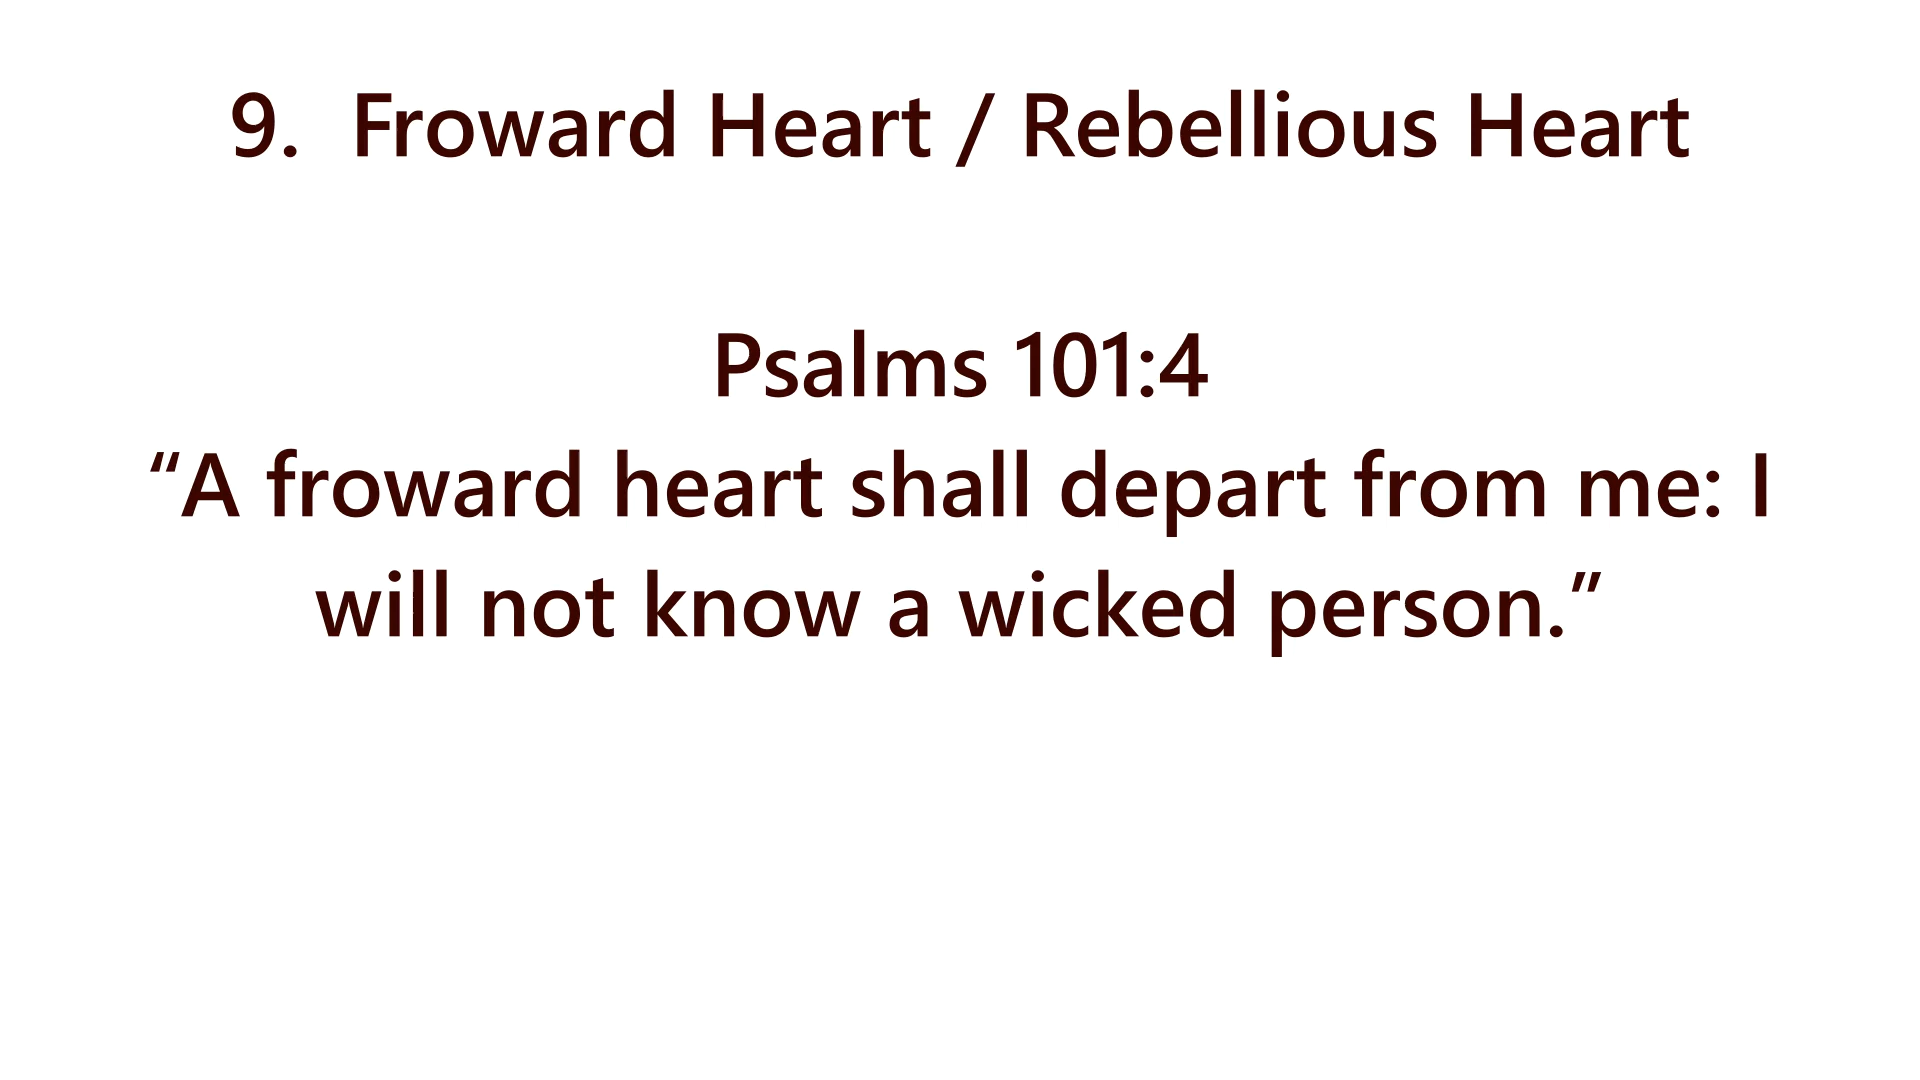 9.  Froward Heart / Rebellious Heart
Psalms 101:4
“A froward heart shall depart from me: I
will not know a wicked person.”